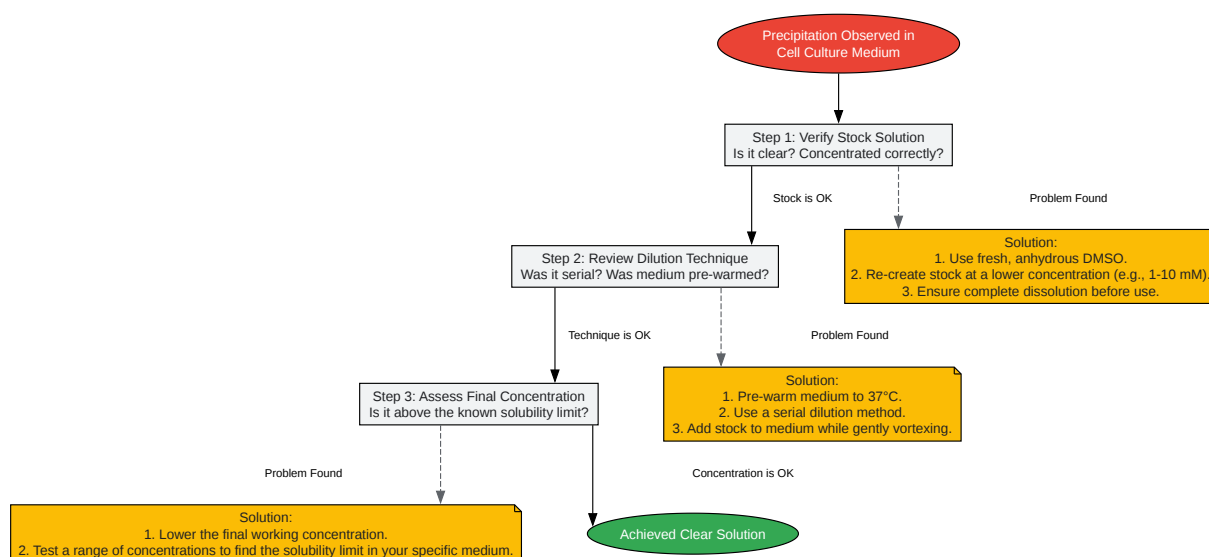 Precipitation Observed in
Cell Culture Medium
Step 1: Verify Stock Solution
Is it clear? Concentrated correctly?
Stock is OK
Problem Found
Solution:
1. Use fresh, anhydrous DMSO.
2. Re-create stock at a lower concentration (e.g., 1-10 mM).
3. Ensure complete dissolution before use.
Step 2: Review Dilution Technique
Was it serial? Was medium pre-warmed?
Technique is OK
Problem Found
Solution:
1. Pre-warm medium to 37°C.
2. Use a serial dilution method.
3. Add stock to medium while gently vortexing.
Step 3: Assess Final Concentration
Is it above the known solubility limit?
Problem Found
Concentration is OK
Solution:
1. Lower the final working concentration.
2. Test a range of concentrations to find the solubility limit in your specific medium.
Achieved Clear Solution